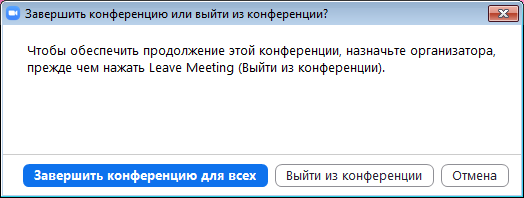 Завершить конференцию или выйти из конференции?
Чтобы обеспечить продолжение этой конференции, назначьте организатора,
прежде чем нажать Leave Meeting (Выйти из конференции).
Завершить конференцию для всех
Выйти из конференции
Отмена